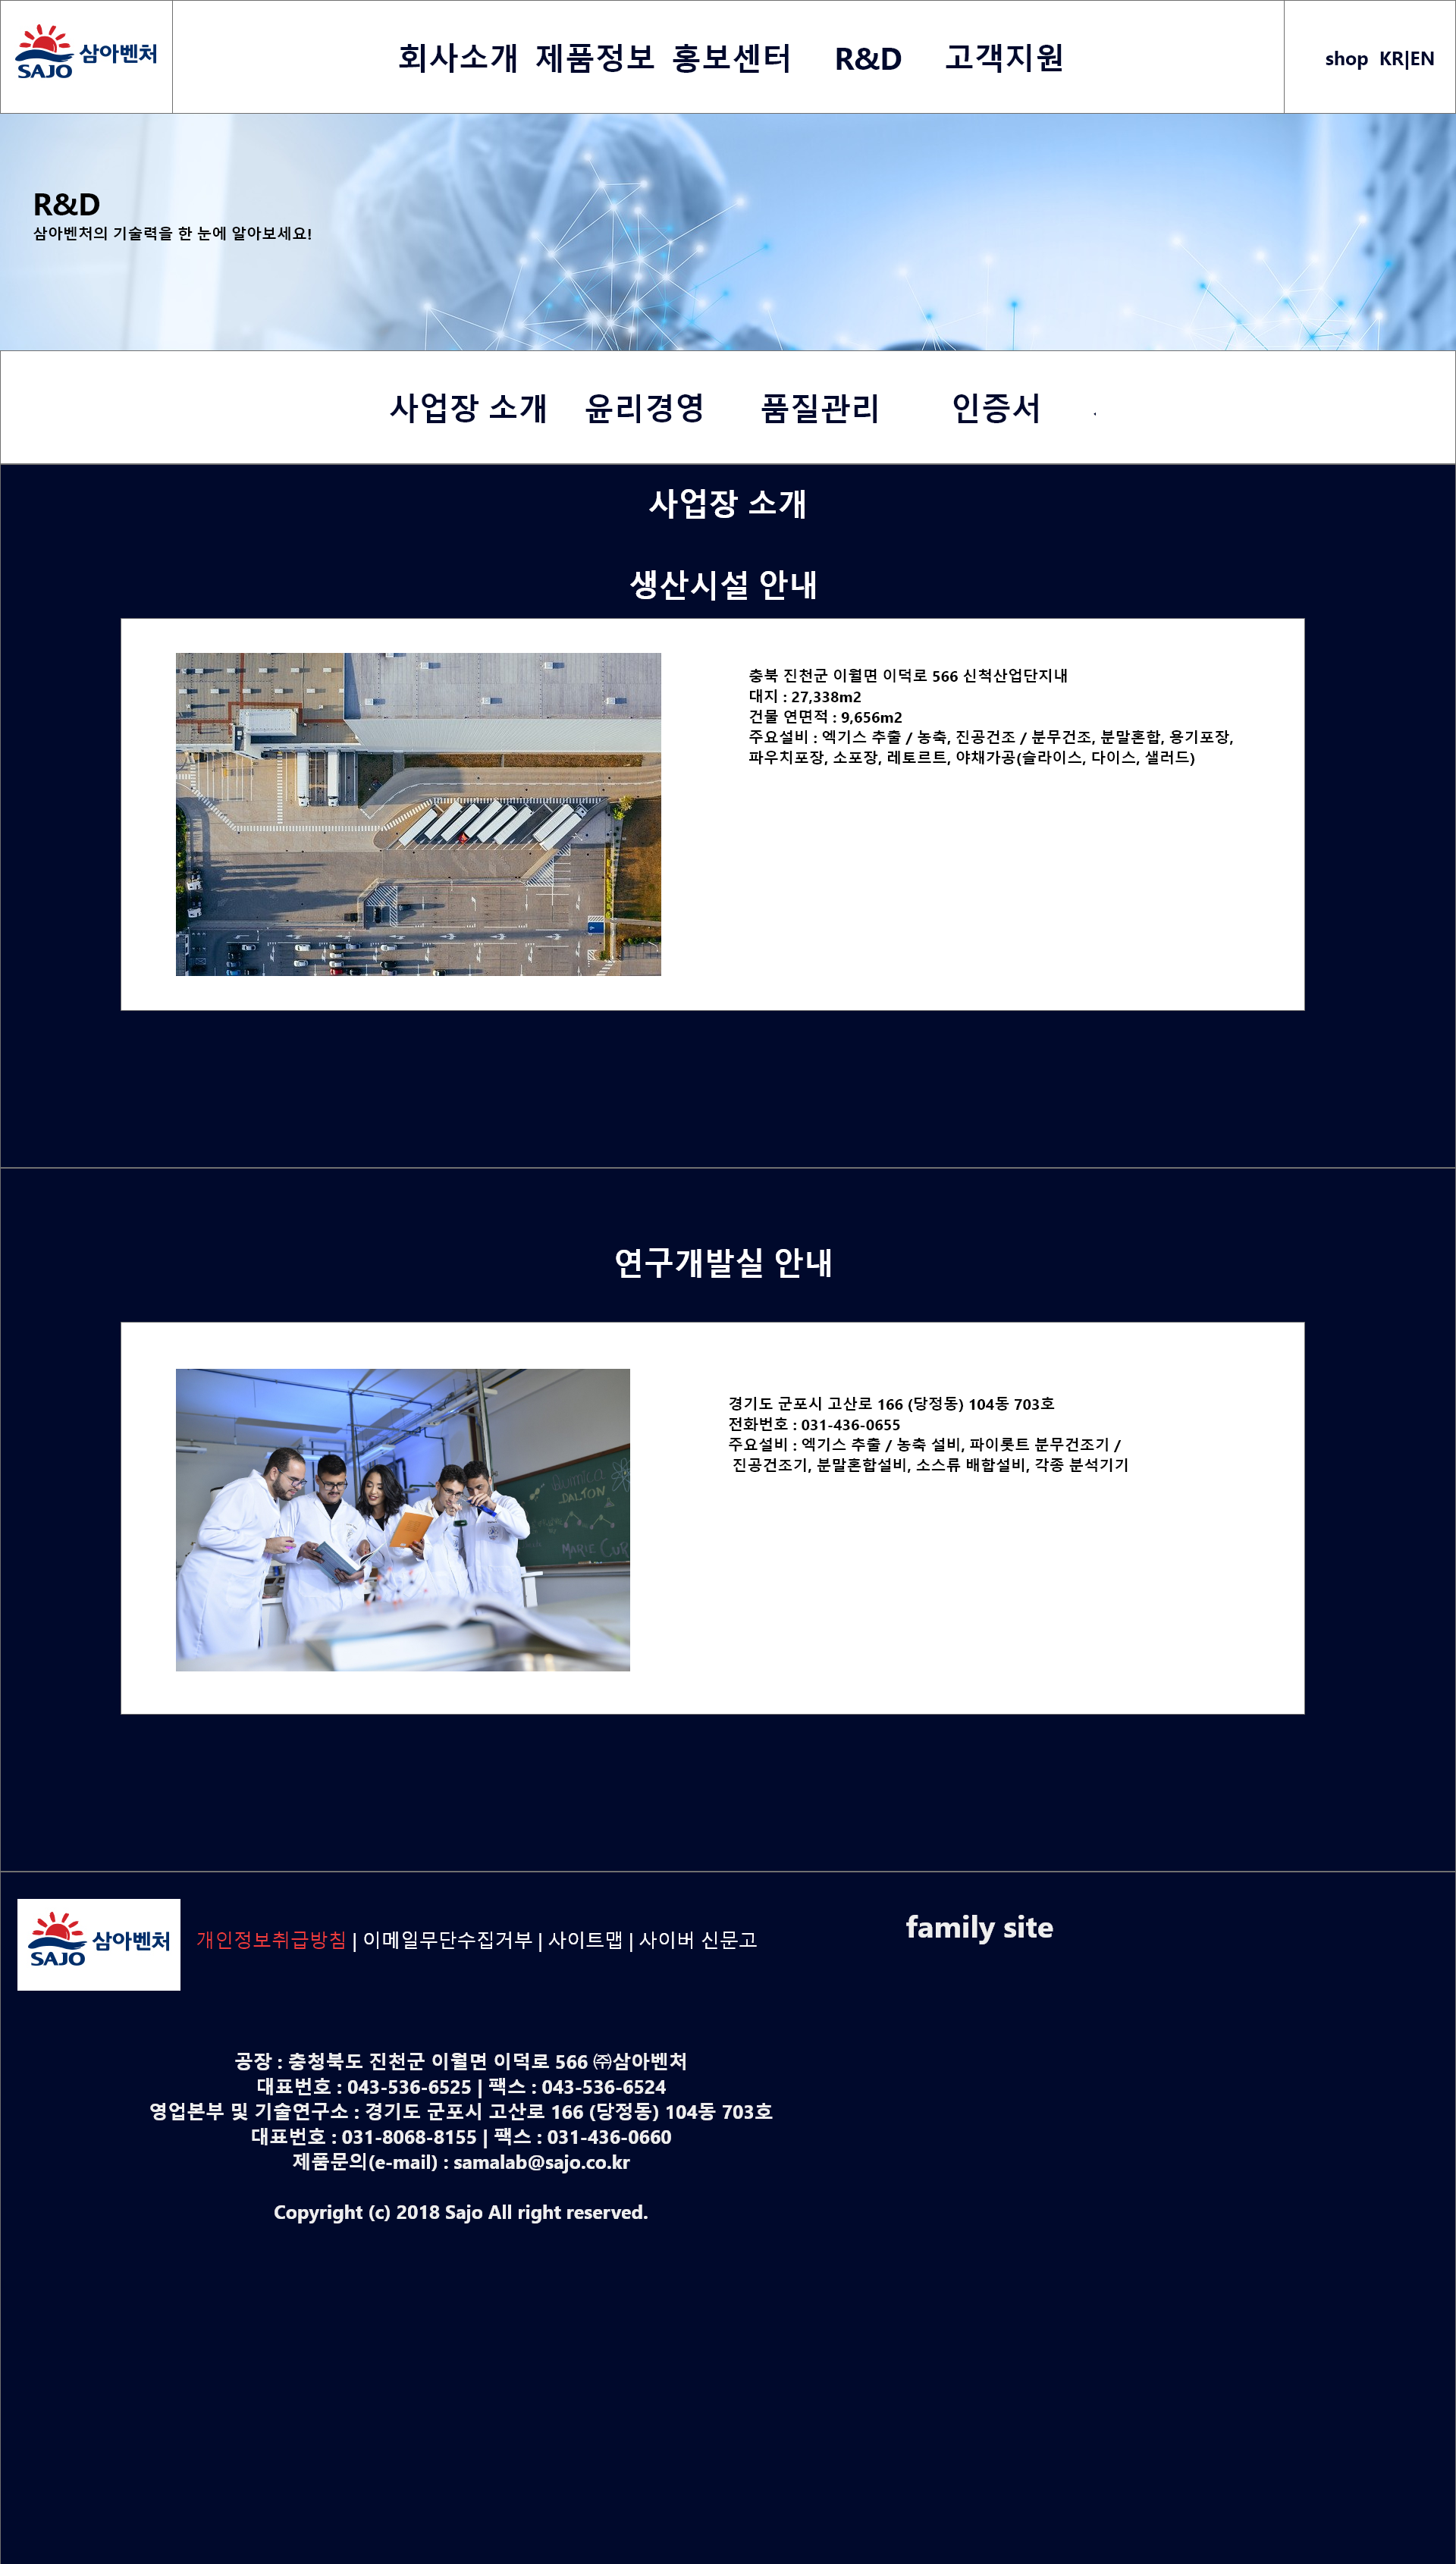 SAJO 삼아벤처
회사소개 제품정보 홍보센터 R&D 고객지원
shop KR|EN
R&D
삼아벤처의 기술력을 한 눈에 알아보세요!
사업장 소개 윤리경영 품질관리 인증서 .
사업장 소개
생산시설 안내
충북 진천군 이월면 이덕로 566 신척산업단지내
대지 : 27,338m2
건물 연면적 : 9,656m2
주요설비 : 엑기스 추출 / 농축, 진공건조 / 분무건조, 분말혼합, 용기포장,
파우치포장, 소포장, 레토르트, 야채가공(슬라이스, 다이스, 샐러드)
연구개발실 안내
경기도 군포시 고산로 166 (당정동) 104동 703호
전화번호 : 031-436-0655
주요설비 : 엑기스 추출 / 농축 설비, 파이롯트 분무건조기 /
진공건조기, 분말혼합설비, 소스류 배합설비, 각종 분석기기
DALTON
MARIE CUR
SAJO 삼아벤처
개인정보취급방침 | 이메일무단수집거부 | 사이트맵 | 사이버 신문고
family site
공장 : 충청북도 진천군 이월면 이덕로 566 ㈜삼아벤처
대표번호 : 043-536-6525 | 팩스 : 043-536-6524
영업본부 및 기술연구소 : 경기도 군포시 고산로 166 (당정동) 104동 703호
대표번호 : 031-8068-8155 | 팩스 : 031-436-0660
제품문의(e-mail) : samalab@sajo.co.kr
Copyright (c) 2018 Sajo All right reserved.